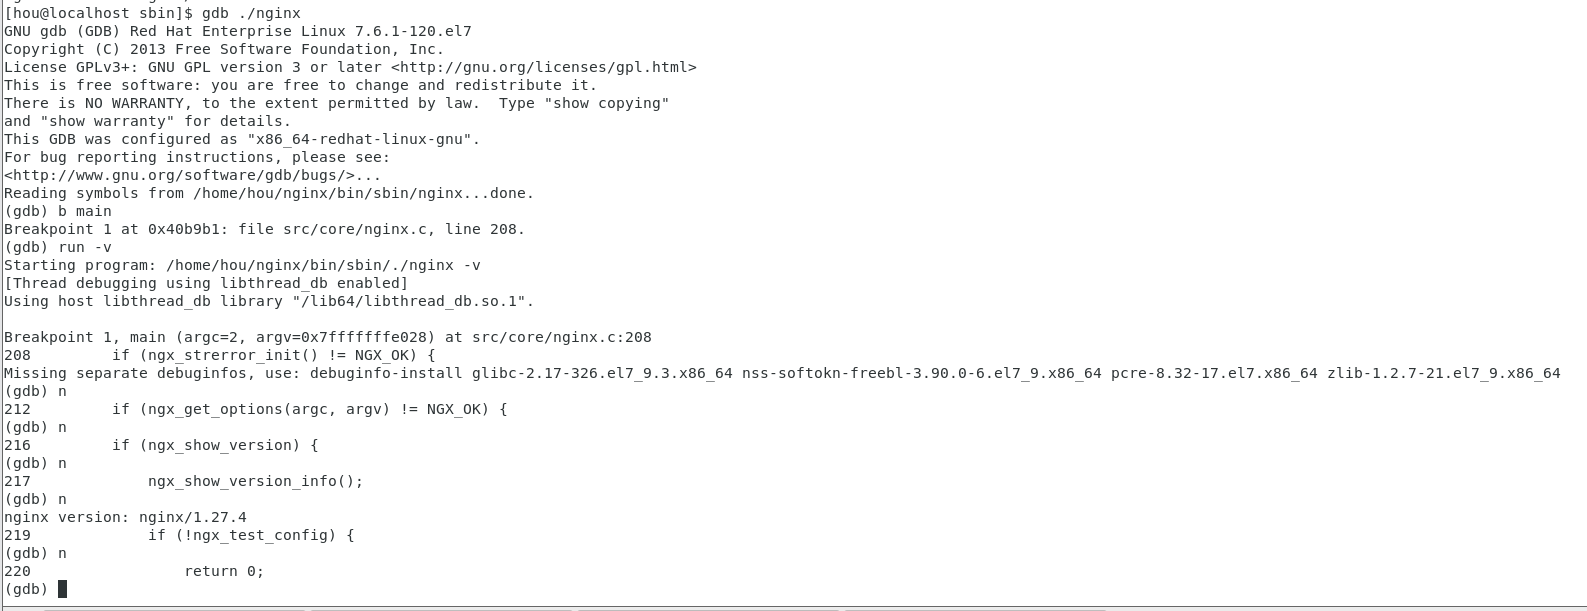 [hou@localhost sbin]$ gdb ./nginx
GNU gdb (GDB) Red Hat Enterprise Linux 7.6.1-120.el7
Copyright (C) 2013 Free Software Foundation, Inc.
License GPLv3+: GNU GPL version 3 or later <http://gnu.org/licenses/gpl.html>
This is free software: you are free to change and redistribute it.
There is NO WARRANTY, to the extent permitted by law.  Type "show copying"
and "show warranty" for details.
This GDB was configured as "x86_64-redhat-linux-gnu".
For bug reporting instructions, please see:
<http://www.gnu.org/software/gdb/bugs/>...
Reading symbols from /home/hou/nginx/bin/sbin/nginx...done.
(gdb) b main
Breakpoint 1 at 0x40b9b1: file src/core/nginx.c, line 208.
(gdb) run -v
Starting program: /home/hou/nginx/bin/sbin/./nginx -v
[Thread debugging using libthread_db enabled]
Using host libthread_db library "/lib64/libthread_db.so.1".

Breakpoint 1, main (argc=2, argv=0x7fffffffe028) at src/core/nginx.c:208
208         if (ngx_strerror_init() != NGX_OK) {
Missing separate debuginfos, use: debuginfo-install glibc-2.17-326.el7_9.3.x86_64 nss-softokn-freebl-3.90.0-6.el7_9.x86_64 pcre-8.32-17.el7.x86_64 zlib-1.2.7-21.el7_9.x86_64
(gdb) n
212         if (ngx_get_options(argc, argv) != NGX_OK) {
(gdb) n
216         if (ngx_show_version) {
(gdb) n
217             ngx_show_version_info();
(gdb) n
nginx version: nginx/1.27.4
219             if (!ngx_test_config) {
(gdb) n
220                 return 0;
(gdb)